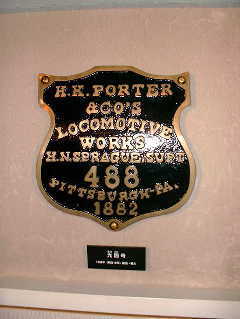 H.K. PORTER
& CO'S
LOCOMOTIVE
WORKS
H.N. SPRAGUE SUPT
488
PITTSBURGH-PA.
1882